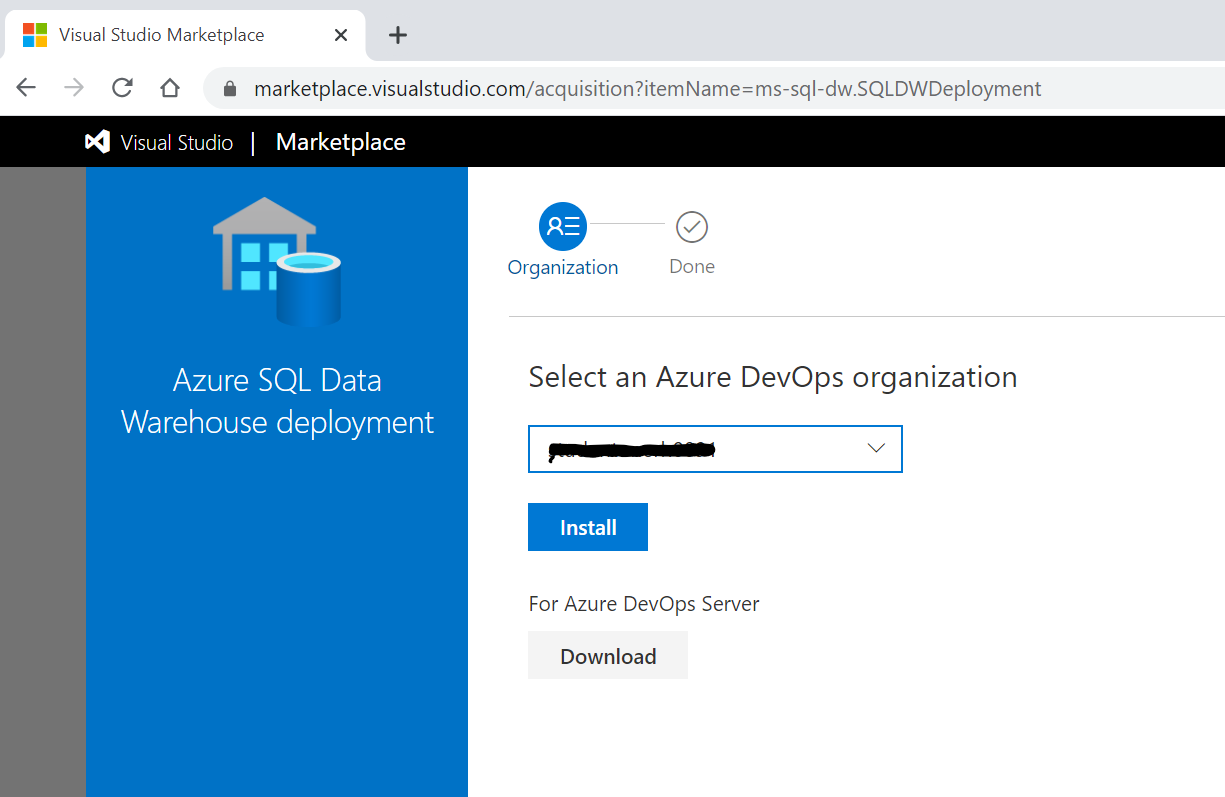 Visual Studio Marketplace
marketplace.visualstudio.com/acquisition?itemName=ms-sql-dw.SQLDWDeployment
Visual Studio | Marketplace
Azure SQL Data
Warehouse deployment
Organization
Done
Select an Azure DevOps organization
Install
For Azure DevOps Server
Download